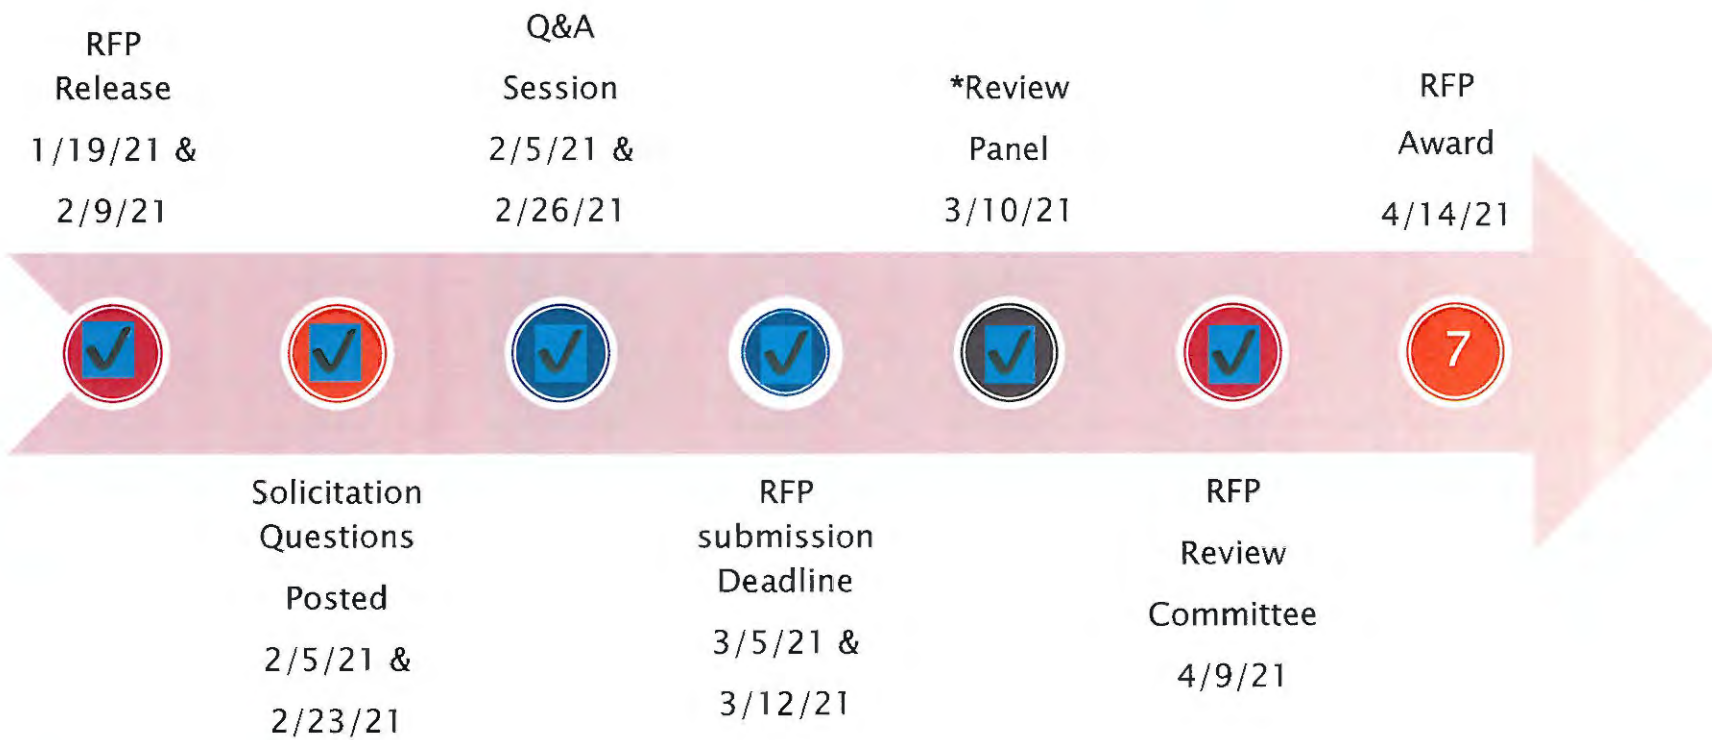 RFP
Release
1/19/21 &
2/9/21
Solicitation
Questions
Posted
2/5/21 &
2/23/21
Q&A
Session
2/5/21 &
2/26/21
RFP
submission
Deadline
3/5/21 &
3/12/21
*Review
Panel
3/10/21
RFP
Review
Committee
4/9/21
RFP
Award
4/14/21
7